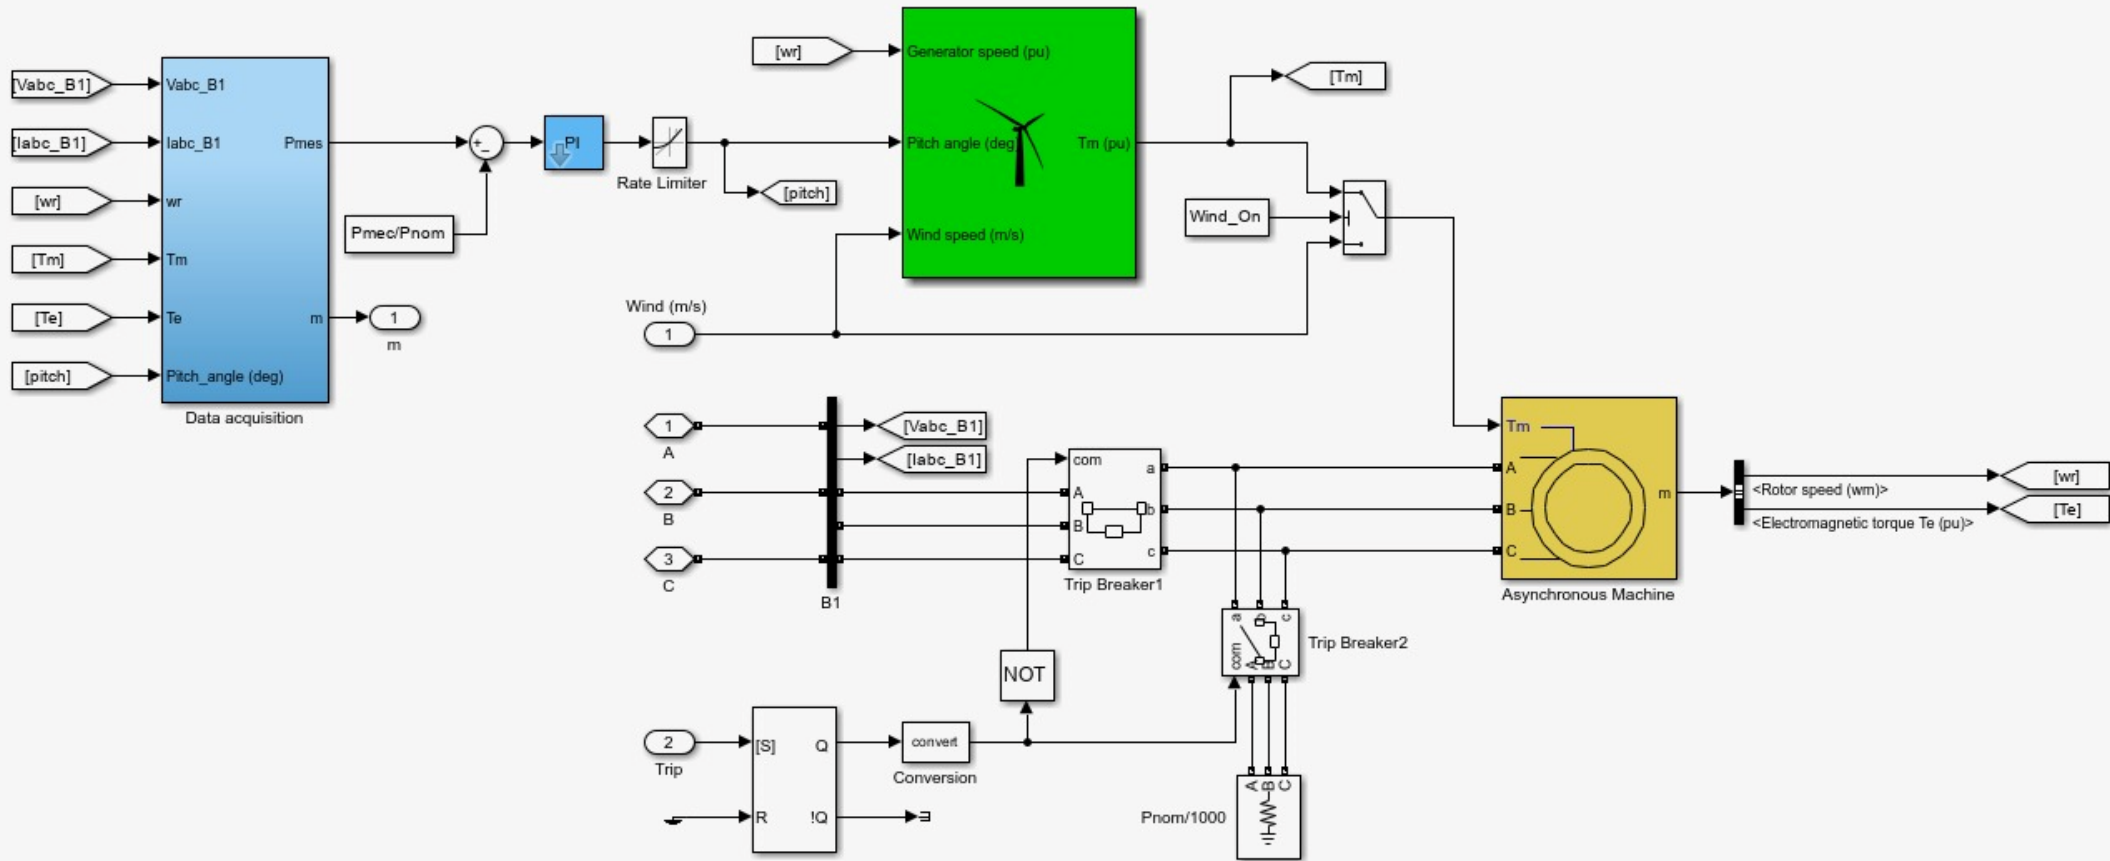 [Vabc_B1]
[Iabc_B1]
[wr]
[Tm]
[Te]
[pitch]
Vabc_B1
Iabc_B1
wr
Tm
Te
Pitch_angle (deg)
Pmes
m
Data acquisition
1
m
Pmec/Pnom
+
-
PI
Rate Limiter
[pitch]
[wr]
Generator speed (pu)
Pitch angle (deg)
Wind speed (m/s)
Tm (pu)
[Tm]
Wind_On
Wind (m/s)
1
1
A
2
B
3
C
B1
[Vabc_B1]
[Iabc_B1]
com
A
B
C
a
b
c
Trip Breaker1
Tm
A
B
C
m
Asynchronous Machine
<Rotor speed (wm)>
<Electromagnetic torque Te (pu)>
[wr]
[Te]
a
b
c
com
A
B
C
Trip Breaker2
NOT
2
Trip
[S]
R
Q
!Q
convert
Conversion
A
B
C
Pnom/1000